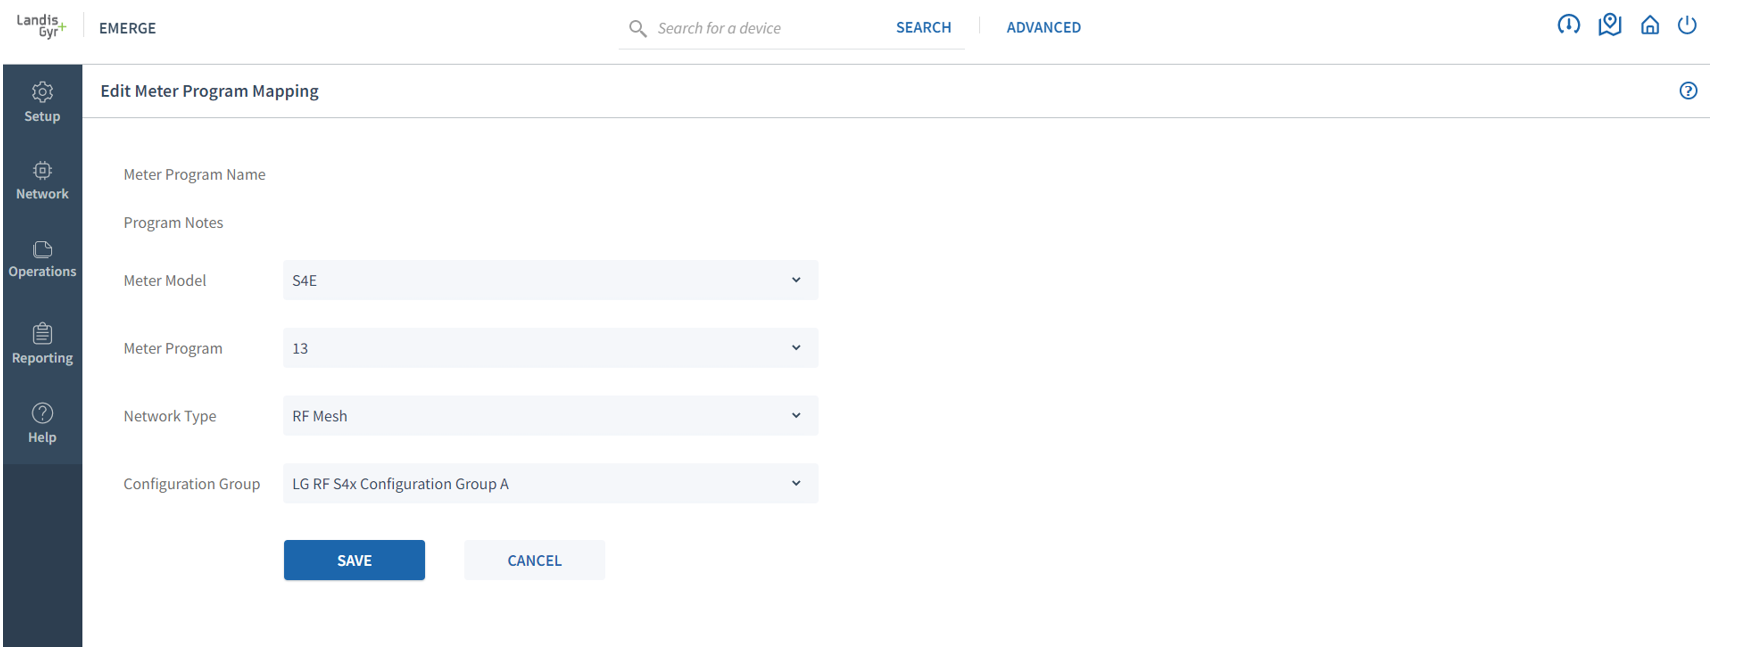 Landis
Gyr+
EMERGE
Search for a device
SEARCH
ADVANCED
Setup
Network
Operations
Reporting
Help
Edit Meter Program Mapping
Meter Program Name
Program Notes
Meter Model S4E
Meter Program 13
Network Type RF Mesh
Configuration Group LG RF S4x Configuration Group A
SAVE CANCEL